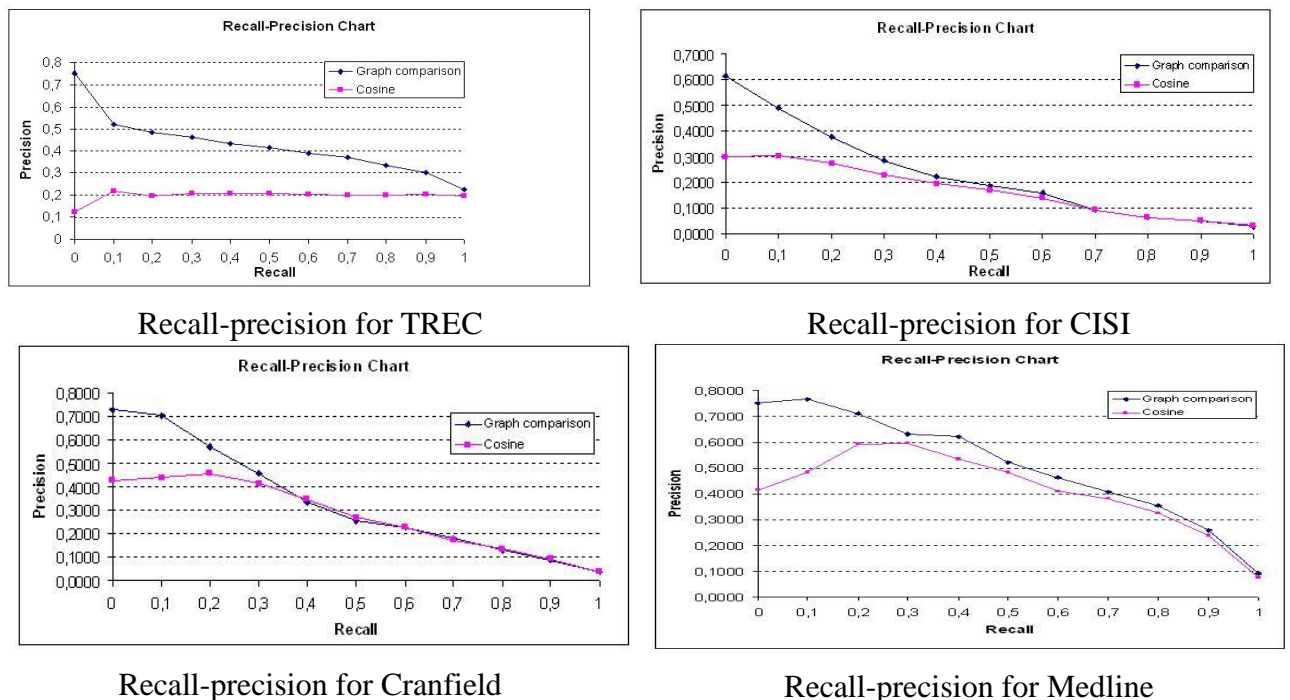 Recall-Precision Chart
0,8
0,7
0,6
0,5
0,4
0,3
0,2
0,1
0
Precision
Graph comparison
Cosine
0 0,1 0,2 0,3 0,4 0,5 0,6 0,7 0,8 0,9 1
Recall
Recall-precision for TREC
Recall-Precision Chart
0,7000
0,6000
0,5000
0,4000
0,3000
0,2000
0,1000
0,0000
Precision
Graph comparison
Cosine
0 0,1 0,2 0,3 0,4 0,5 0,6 0,7 0,8 0,9 1
Recall
Recall-precision for CISI
Recall-Precision Chart
0,8000
0,7000
0,6000
0,5000
0,4000
0,3000
0,2000
0,1000
0,0000
Precision
Graph comparison
Cosine
0 0,1 0,2 0,3 0,4 0,5 0,6 0,7 0,8 0,9 1
Recall
Recall-precision for Cranfield
Recall-Precision Chart
0,8000
0,7000
0,6000
0,5000
0,4000
0,3000
0,2000
0,1000
0,0000
Precision
Graph comparison
Cosine
0 0,1 0,2 0,3 0,4 0,5 0,6 0,7 0,8 0,9 1
Recall
Recall-precision for Medline